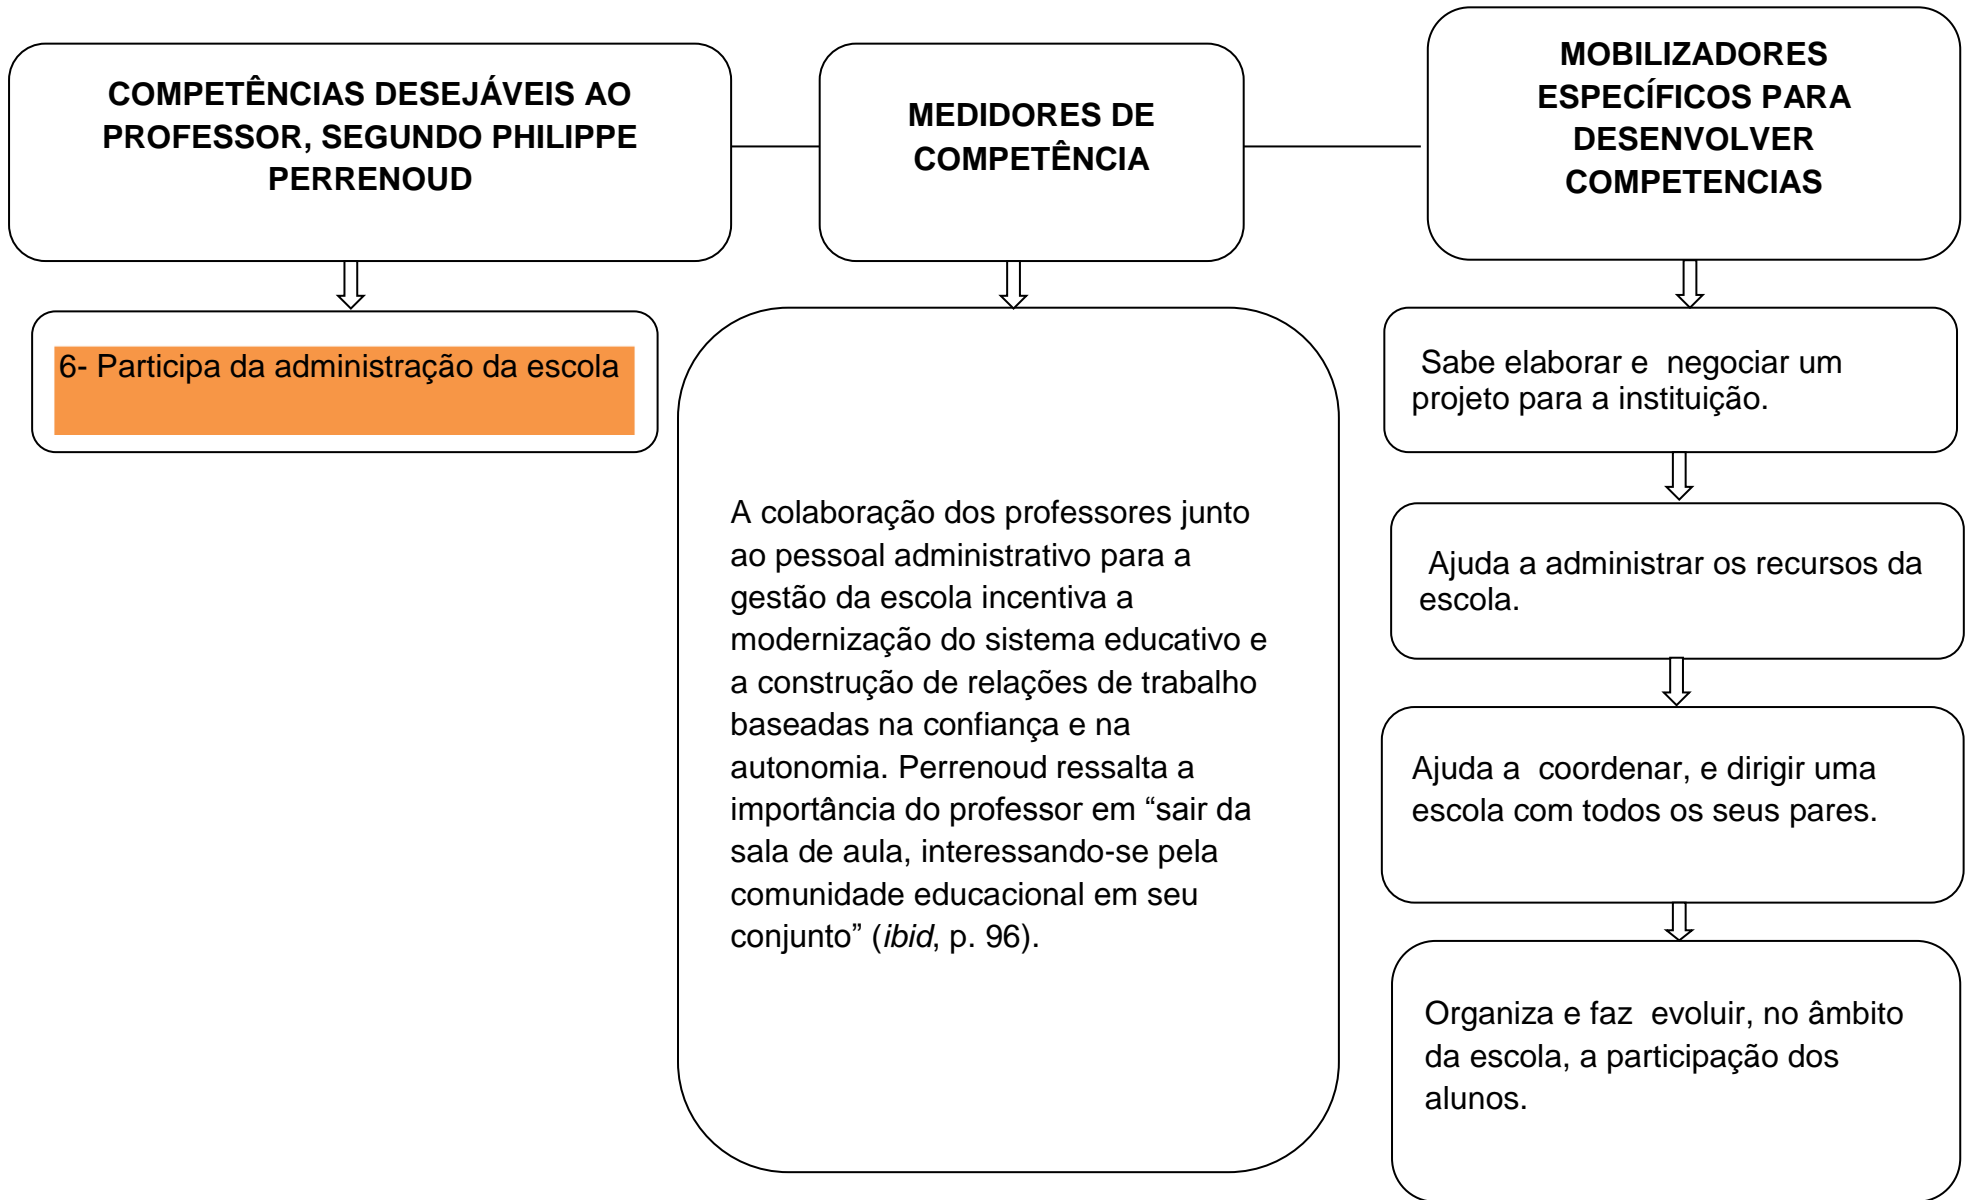 COMPETÊNCIAS DESEJÁVEIS AO
PROFESSOR, SEGUNDO PHILIPPE
PERRENOUD
MEDIDORES DE
COMPETÊNCIA
MOBILIZADORES
ESPECÍFICOS PARA
DESENVOLVER
COMPETENCIAS
6- Participa da administração da escola
A colaboração dos professores junto
ao pessoal administrativo para a
gestão da escola incentiva a
modernização do sistema educativo e
a construção de relações de trabalho
baseadas na confiança e na
autonomia. Perrenoud ressalta a
importância do professor em “sair da
sala de aula, interessando-se pela
comunidade educacional em seu
conjunto” (ibid, p. 96).
Sabe elaborar e negociar um
projeto para a instituição.
Ajuda a administrar os recursos da
escola.
Ajuda a coordenar, e dirigir uma
escola com todos os seus pares.
Organiza e faz evoluir, no âmbito
da escola, a participação dos
alunos.